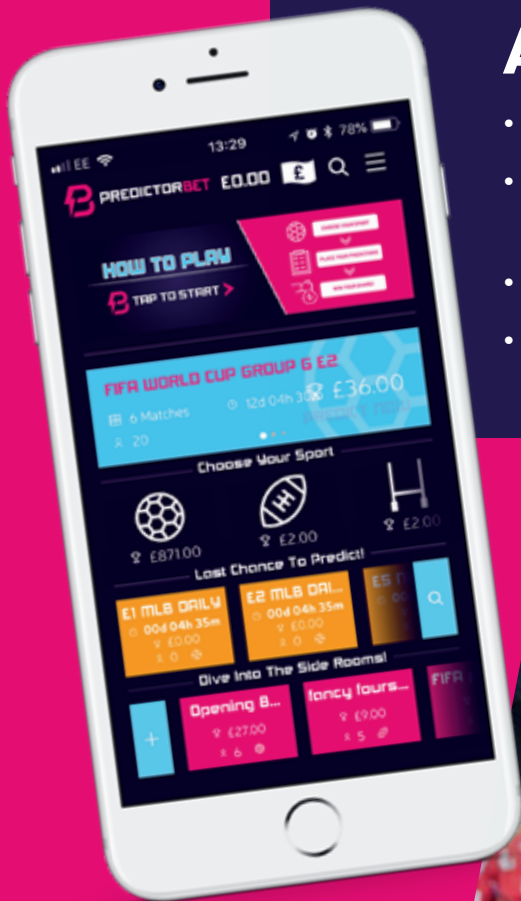 A
EE 13:29 78%
PREDICTORBET £0.00 £
HOW TO PLAY
TAP TO START >
FIFA WORLD CUP GROUP G £2
6 Matches 12d 04h £36.00
20
Choose Your Sport
£871.00 £2.00 £2.00
Last Chance To Predict!
£1 MLB DAILY £2 MLB DAI... £5
00d 04h 35m 00d 04h 35m
£0.00 £0.00
0 0
Dive Into The Side Rooms!
+ Opening B... fancy fours... FIFA
£27.00 £9.00
6 5